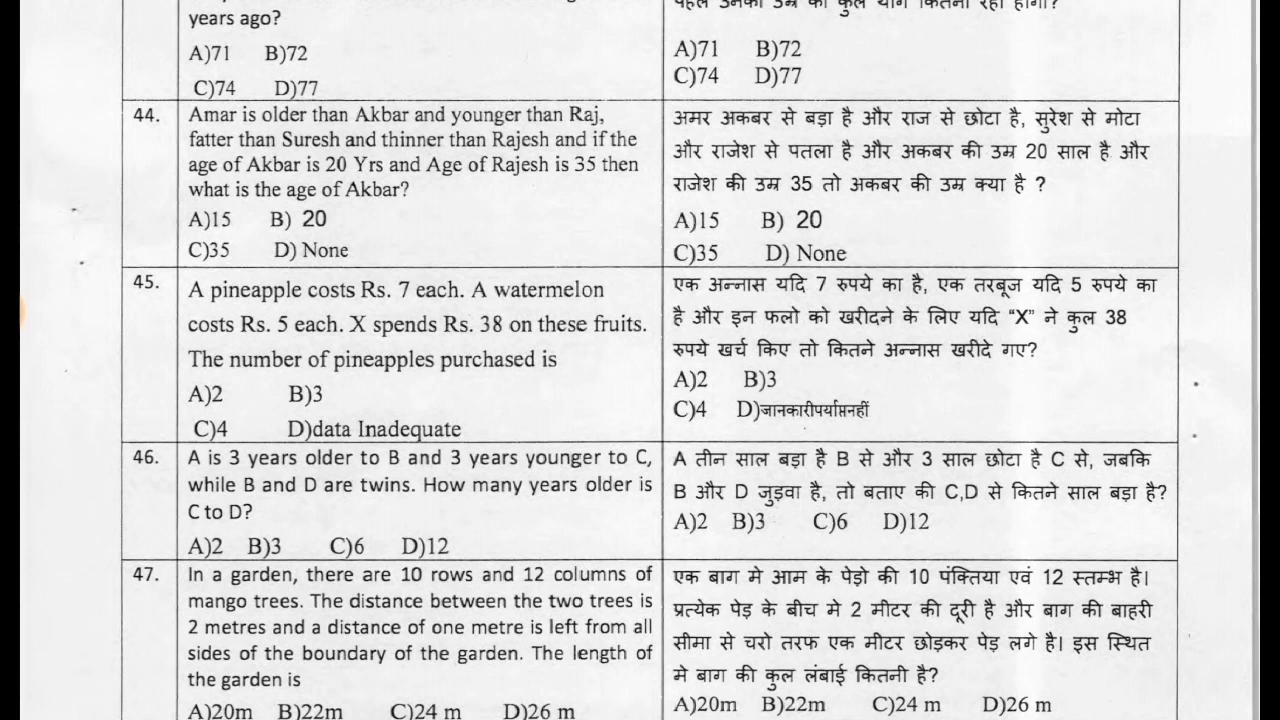 years ago?
A)71 B)72
C)74 D)77
A)71 B)72
C)74 D)77
44.
Amar is older than Akbar and younger than Raj,
fatter than Suresh and thinner than Rajesh and if the
age of Akbar is 20 Yrs and Age of Rajesh is 35 then
what is the age of Akbar?
A)15 B) 20
C)35 D) None
अमर अकबर से बड़ा है और राज से छोटा है, सुरेश से मोटा
और राजेश से पतला है और अकबर की उम्र 20 साल है और
राजेश की उम्र 35 तो अकबर की उम्र क्या है ?
A)15 B) 20
C)35 D) None
45.
A pineapple costs Rs. 7 each. A watermelon
costs Rs. 5 each. X spends Rs. 38 on these fruits.
The number of pineapples purchased is
A)2 B)3
C)4 D)data Inadequate
एक अन्नास यदि 7 रुपये का है, एक तरबूज यदि 5 रुपये का
है और इन फलो को खरीदने के लिए यदि “X” ने कुल 38
रुपये खर्च किए तो कितने अन्नास खरीदे गए?
A)2 B)3
C)4 D)जानकारीपर्याप्तनहीं
46.
A is 3 years older to B and 3 years younger to C,
while B and D are twins. How many years older is
C to D?
A)2 B)3 C)6 D)12
A तीन साल बड़ा है B से और 3 साल छोटा है C से, जबकि
B और D जुड़वा है, तो बताए की C,D से कितने साल बड़ा है?
A)2 B)3 C)6 D)12
47.
In a garden, there are 10 rows and 12 columns of
mango trees. The distance between the two trees is
2 metres and a distance of one metre is left from all
sides of the boundary of the garden. The length of
the garden is
A)20m B)22m C)24 m D)26 m
एक बाग मे आम के पेड़ो की 10 पंक्तिया एवं 12 स्तम्भ है।
प्रत्येक पेड़ के बीच मे 2 मीटर की दूरी है और बाग की बाहरी
सीमा से चरो तरफ एक मीटर छोड़कर पेड़ लगे है। इस स्थित
मे बाग की कुल लंबाई कितनी है?
A)20m B)22m C)24 m D)26 m